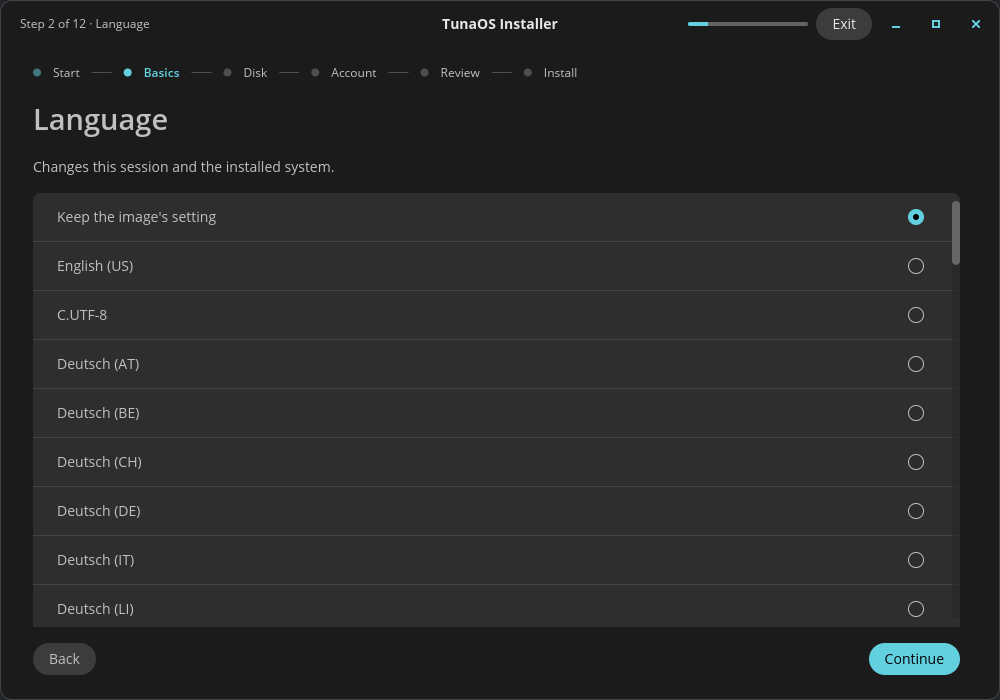 Step 2 of 12 · Language
TunaOS Installer
Exit
Start
Basics
Disk
Account
Review
Install
Language
Changes this session and the installed system.
Keep the image's setting
English (US)
C.UTF-8
Deutsch (AT)
Deutsch (BE)
Deutsch (CH)
Deutsch (DE)
Deutsch (IT)
Deutsch (LI)
Back
Continue